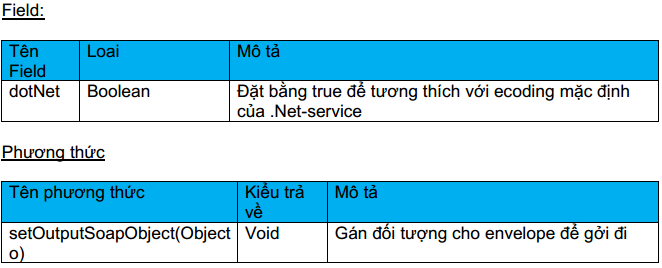 Field:
Tên Field Loai Mô tả
dotNet Boolean Đặt bằng true để tương thích với ecoding mặc định của .Net-service
Phương thức
Tên phương thức Kiểu trả về Mô tả
setOutputSoapObject(Object o) Void Gán đối tượng cho envelope để gởi đi